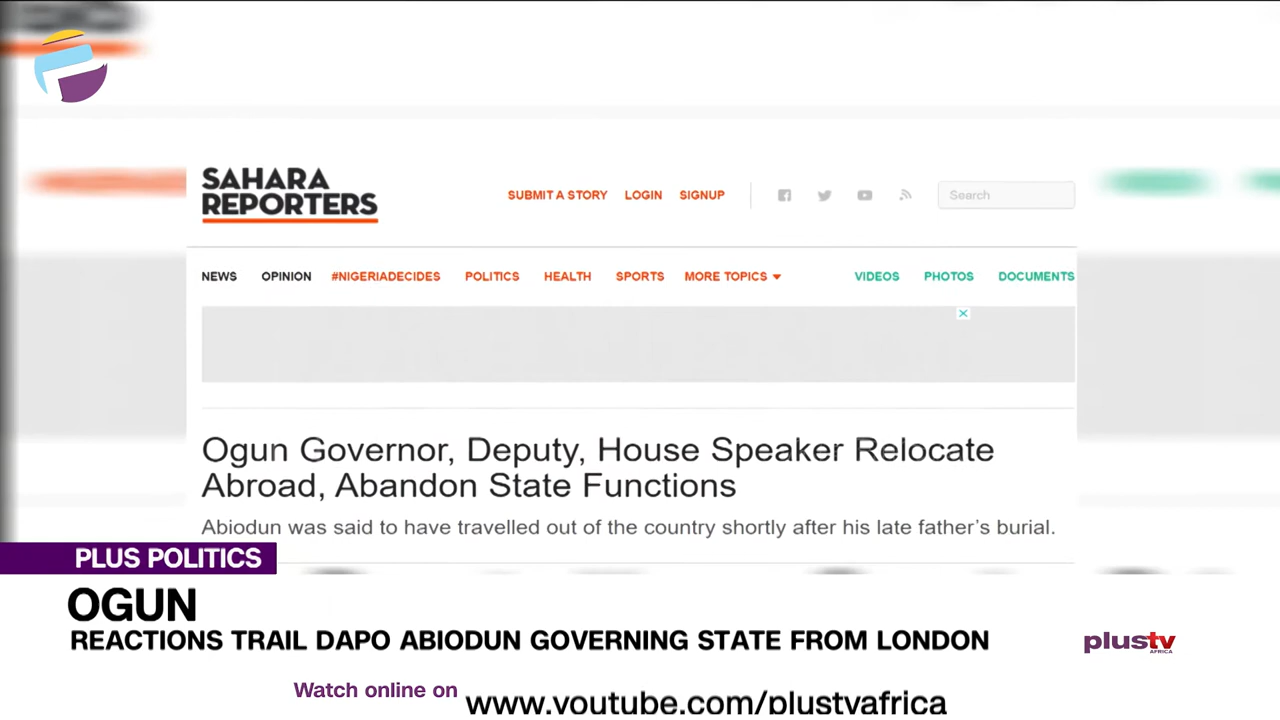 SAHARA
REPORTERS
SUBMIT A STORY LOGIN SIGNUP
Search
NEWS OPINION #NIGERIADECIDES POLITICS HEALTH SPORTS MORE TOPICS VIDEOS PHOTOS DOCUMENTS
Ogun Governor, Deputy, House Speaker Relocate
Abroad, Abandon State Functions
Abiodun was said to have travelled out of the country shortly after his late father's burial.
PLUS POLITICS
OGUN
REACTIONS TRAIL DAPO ABIODUN GOVERNING STATE FROM LONDON
plustv
AFRICA
Watch online on www.youtube.com/plustvafrica